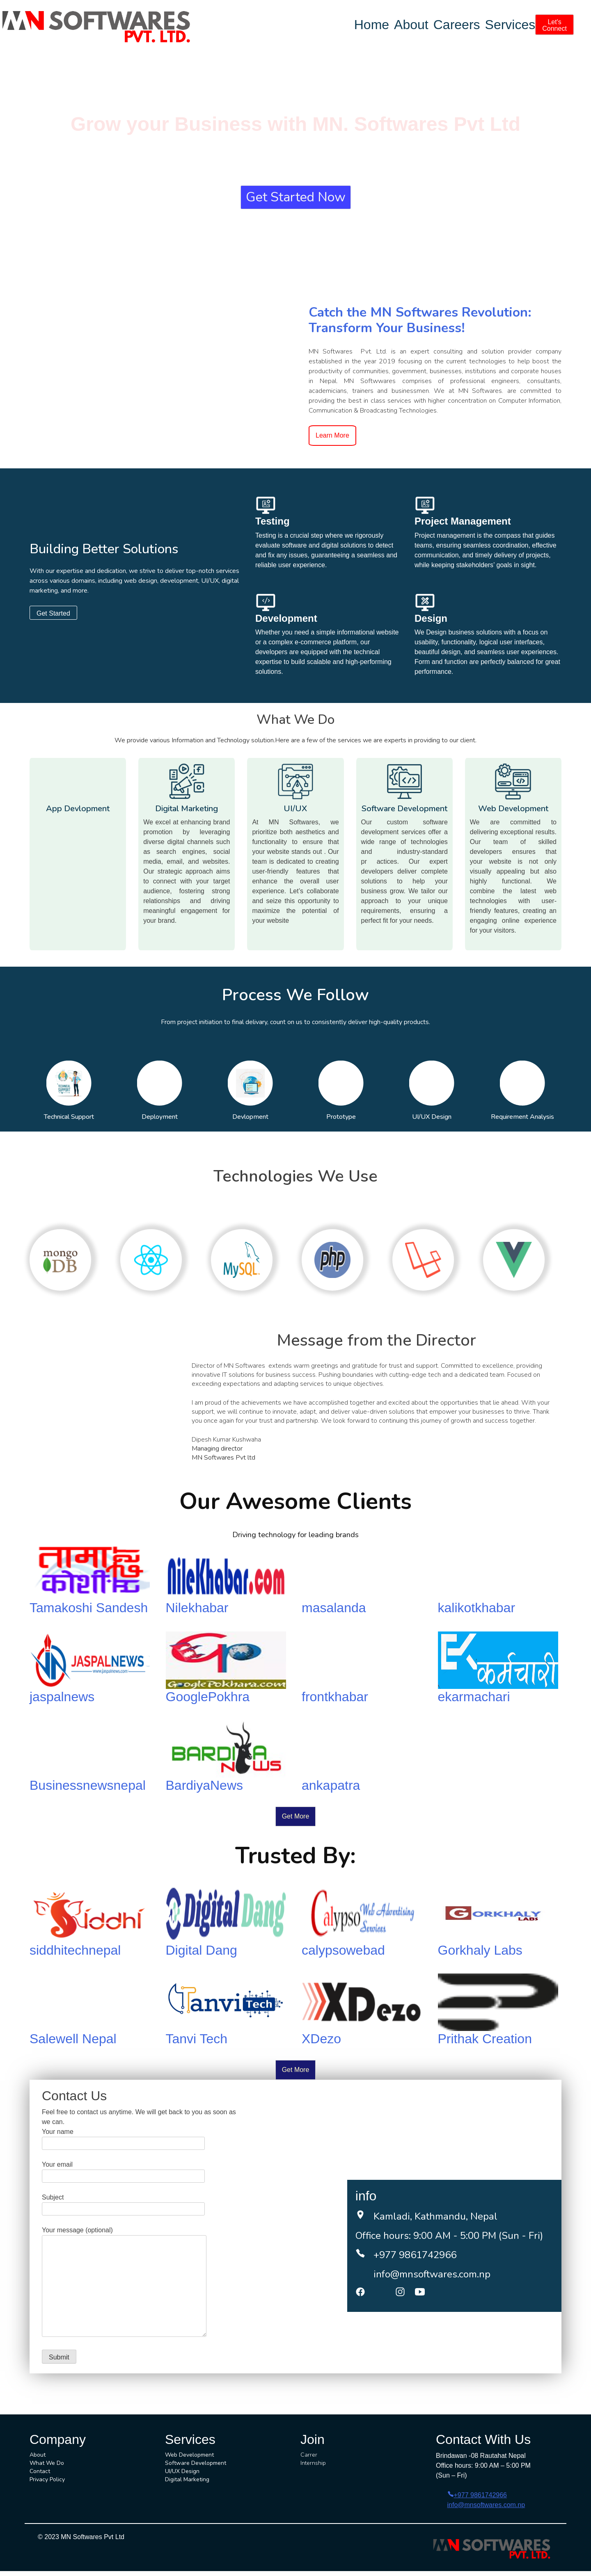 MN SOFTWARES
PVT. LTD.
Home About Careers Services
Let's
Connect
Grow your Business with MN. Softwares Pvt Ltd
Get Started Now
Catch the MN Softwares Revolution:
Transform Your Business!
MN Softwares Pvt. Ltd. is an expert consulting and solution provider company
established in the year 2019 focusing on the current technologies to help boost the
productivity of communities, government, businesses, institutions and corporate houses
in Nepal. MN Softwwares comprises of professional engineers, consultants,
academicians, trainers and businessmen. We at MN Softwares. are committed to
providing the best in class services with higher concentration on Computer Information,
Communication & Broadcasting Technologies.
Learn More
Building Better Solutions
With our expertise and dedication, we strive to deliver top-notch services
across various domains, including web design, development, UI/UX, digital
marketing, and more.
Get Started
Testing
Testing is a crucial step where we rigorously
evaluate software and digital solutions to detect
and fix any issues, guaranteeing a seamless and
reliable user experience.
Project Management
Project management is the compass that guides
teams, ensuring seamless coordination, effective
communication, and timely delivery of projects,
while keeping stakeholders' goals in sight.
Development
Whether you need a simple informational website
or a complex e-commerce platform, our
developers are equipped with the technical
expertise to build scalable and high-performing
solutions.
Design
We Design business solutions with a focus on
usability, functionality, logical user interfaces,
beautiful design, and seamless user experiences.
Form and function are perfectly balanced for great
performance.
What We Do
We provide various Information and Technology solution.Here are a few of the services we are experts in providing to our client.
App Devlopment
Digital Marketing
We excel at enhancing brand
promotion by leveraging
diverse digital channels such
as search engines, social
media, email, and websites.
Our strategic approach aims
to connect with your target
audience, fostering strong
relationships and driving
meaningful engagement for
your brand.
UI/UX
At MN Softwares, we
prioritize both aesthetics and
functionality to ensure that
your website stands out . Our
team is dedicated to creating
user-friendly features that
enhance the overall user
experience. Let's collaborate
and seize this opportunity to
maximize the potential of
your website
Software Development
Our custom software
development services offer a
wide range of technologies
and industry-standard
pr actices. Our expert
developers deliver complete
solutions to help your
business grow. We tailor our
approach to your unique
requirements, ensuring a
perfect fit for your needs.
Web Development
We are committed to
delivering exceptional results.
Our team of skilled
developers ensures that
your website is not only
visually appealing but also
highly functional. We
combine the latest web
technologies with user-
friendly features, creating an
engaging online experience
for your visitors.
Process We Follow
From project initiation to final delivary, count on us to consistently deliver high-quality products.
Technical Support
Deployment
Devlopment
Prototype
UI/UX Design
Requirement Analysis
Technologies We Use
mongo
DB
MySQL
php
Message from the Director
Director of MN Softwares extends warm greetings and gratitude for trust and support. Committed to excellence, providing
innovative IT solutions for business success. Pushing boundaries with cutting-edge tech and a dedicated team. Focused on
exceeding expectations and adapting services to unique objectives.
I am proud of the achievements we have accomplished together and excited about the opportunities that lie ahead. With your
support, we will continue to innovate, adapt, and deliver value-driven solutions that empower your businesses to thrive. Thank
you once again for your trust and partnership. We look forward to continuing this journey of growth and success together.
Dipesh Kumar Kushwaha
Managing director
MN Softwares Pvt ltd
Our Awesome Clients
Driving technology for leading brands
तामाकोशी
NileKhabar.com
Tamakoshi Sandesh
Nilekhabar
masalanda
kalikotkhabar
JASPALNEWS
www.jaspalnews.com
GooglePokhara.com
EK
कर्मचारी
jaspalnews
GooglePokhra
frontkhabar
ekarmachari
BARDIYA
NEWS
Businessnewsnepal
BardiyaNews
ankapatra
Get More
Trusted By:
Siddhi
Digital Dang
Calypso Web Advertising
Services
GORKHALY
LABS
siddhitechnepal
Digital Dang
calypsowebad
Gorkhaly Labs
Tanvi Tech
XDezo
Salewell Nepal
Tanvi Tech
XDezo
Prithak Creation
Get More
Contact Us
Feel free to contact us anytime. We will get back to you as soon as
we can.
Your name
Your email
Subject
Your message (optional)
Submit
info
Kamladi, Kathmandu, Nepal
Office hours: 9:00 AM - 5:00 PM (Sun - Fri)
+977 9861742966
info@mnsoftwares.com.np
Company
About
What We Do
Contact
Privacy Policy
Services
Web Development
Software Development
UI/UX Design
Digital Marketing
Join
Carrer
Internship
Contact With Us
Brindawan -08 Rautahat Nepal
Office hours: 9:00 AM – 5:00 PM
(Sun – Fri)
+977 9861742966
info@mnsoftwares.com.np
© 2023 MN Softwares Pvt Ltd
MN SOFTWARES
PVT. LTD.